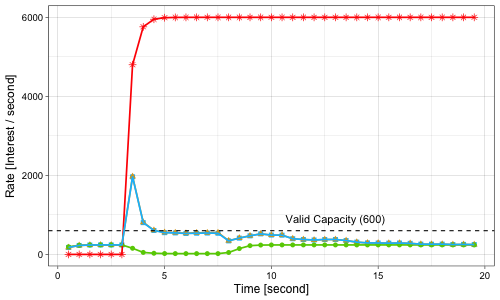 6000
4000
2000
0
Rate [Interest / second]
Valid Capacity (600)
0 5 10 15 20
Time [second]